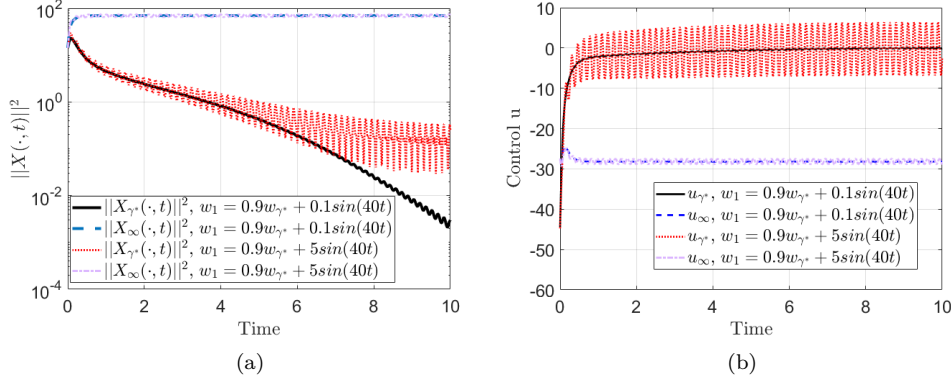 10^2
10^0
10^{-2}
10^{-4}
||X(·,t)||^2
||X_{γ*}(·,t)||^2, w_1 = 0.9w_{γ*} + 0.1sin(40t)
||X_∞(·,t)||^2, w_1 = 0.9w_{γ*} + 0.1sin(40t)
||X_{γ*}(·,t)||^2, w_1 = 0.9w_{γ*} + 5sin(40t)
||X_∞(·,t)||^2, w_1 = 0.9w_{γ*} + 5sin(40t)
0 2 4 6 8 10
Time
(a)
10
0
-10
-20
-30
-40
-50
-60
Control u
u_{γ*}, w_1 = 0.9w_{γ*} + 0.1sin(40t)
u_∞, w_1 = 0.9w_{γ*} + 0.1sin(40t)
u_{γ*}, w_1 = 0.9w_{γ*} + 5sin(40t)
u_∞, w_1 = 0.9w_{γ*} + 5sin(40t)
0 2 4 6 8 10
Time
(b)